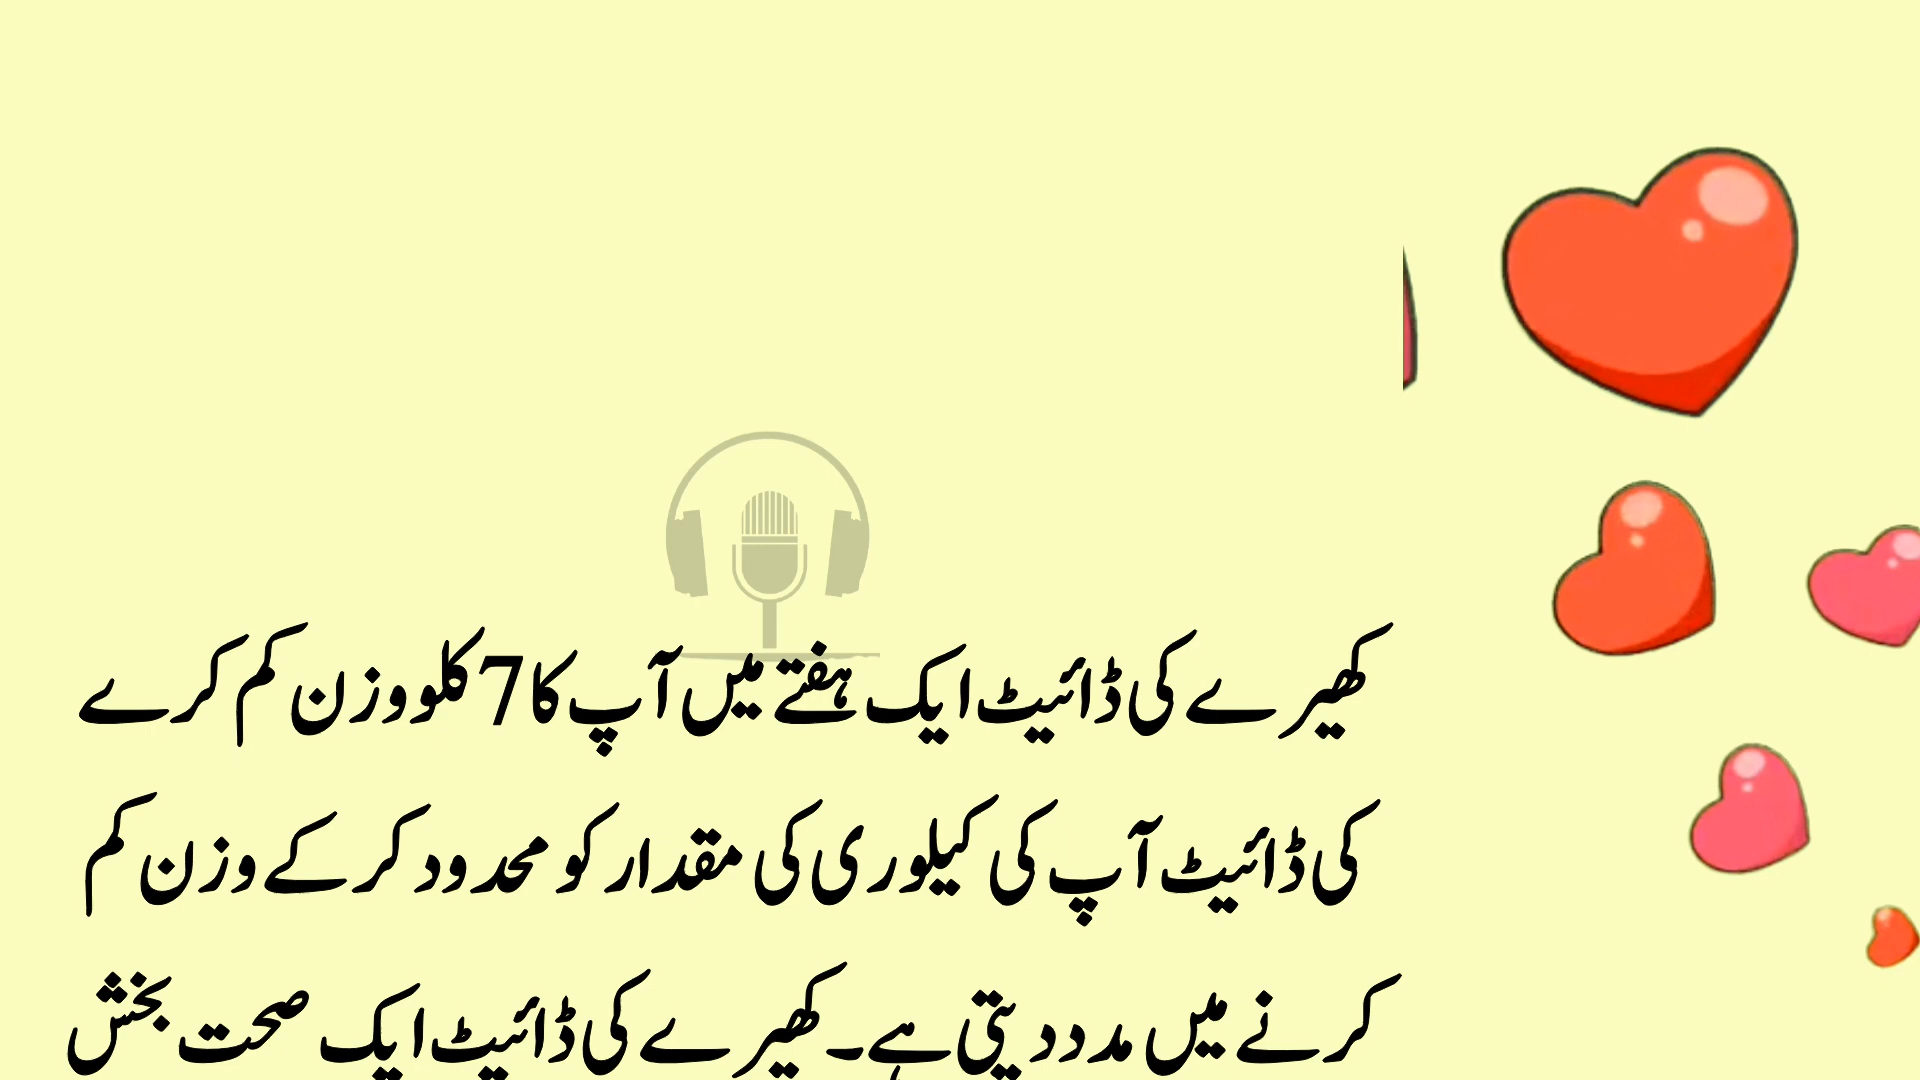 کھیرے کی ڈائیٹ ایک ہفتے میں آپ کا 7 کلو وزن کم کرے
کی ڈائیٹ آپ کی کیلوری کی مقدار کو محدود کر کے وزن کم
کرنے میں مدد دیتی ہے۔ کھیرے کی ڈائیٹ ایک صحت بخش